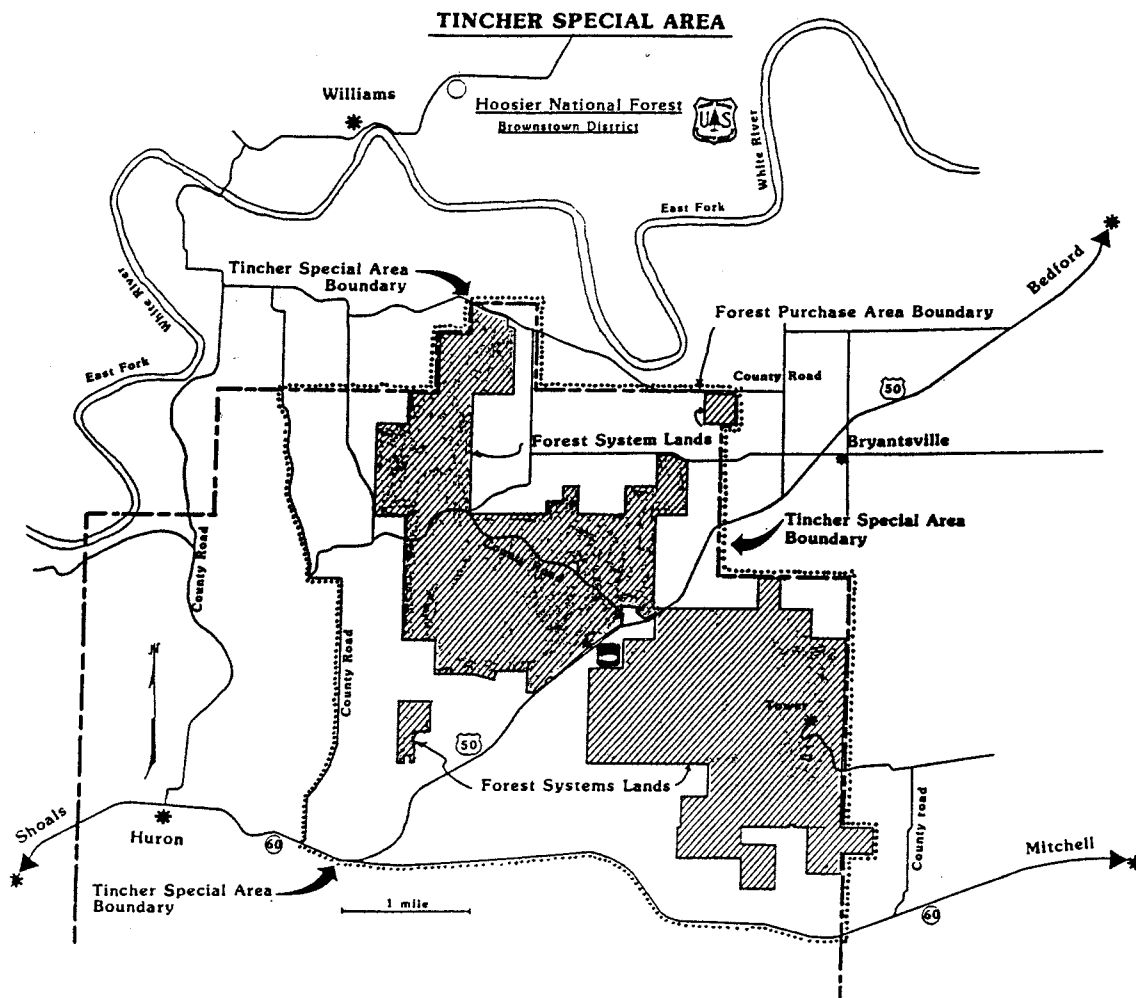 TINCHER SPECIAL AREA
Williams
Hoosier National Forest
Brownstown District
U S
White River
East Fork
Tincher Special Area
Boundary
Bedford
White River
Forest Purchase Area Boundary
East Fork
County Road
50
Forest System Lands
Bryantsville
Tincher Special Area
Boundary
County Road
County Road
Tower
50
Forest Systems Lands
Shoals
Huron
60
County road
Mitchell
Tincher Special Area
Boundary
1 mile
60